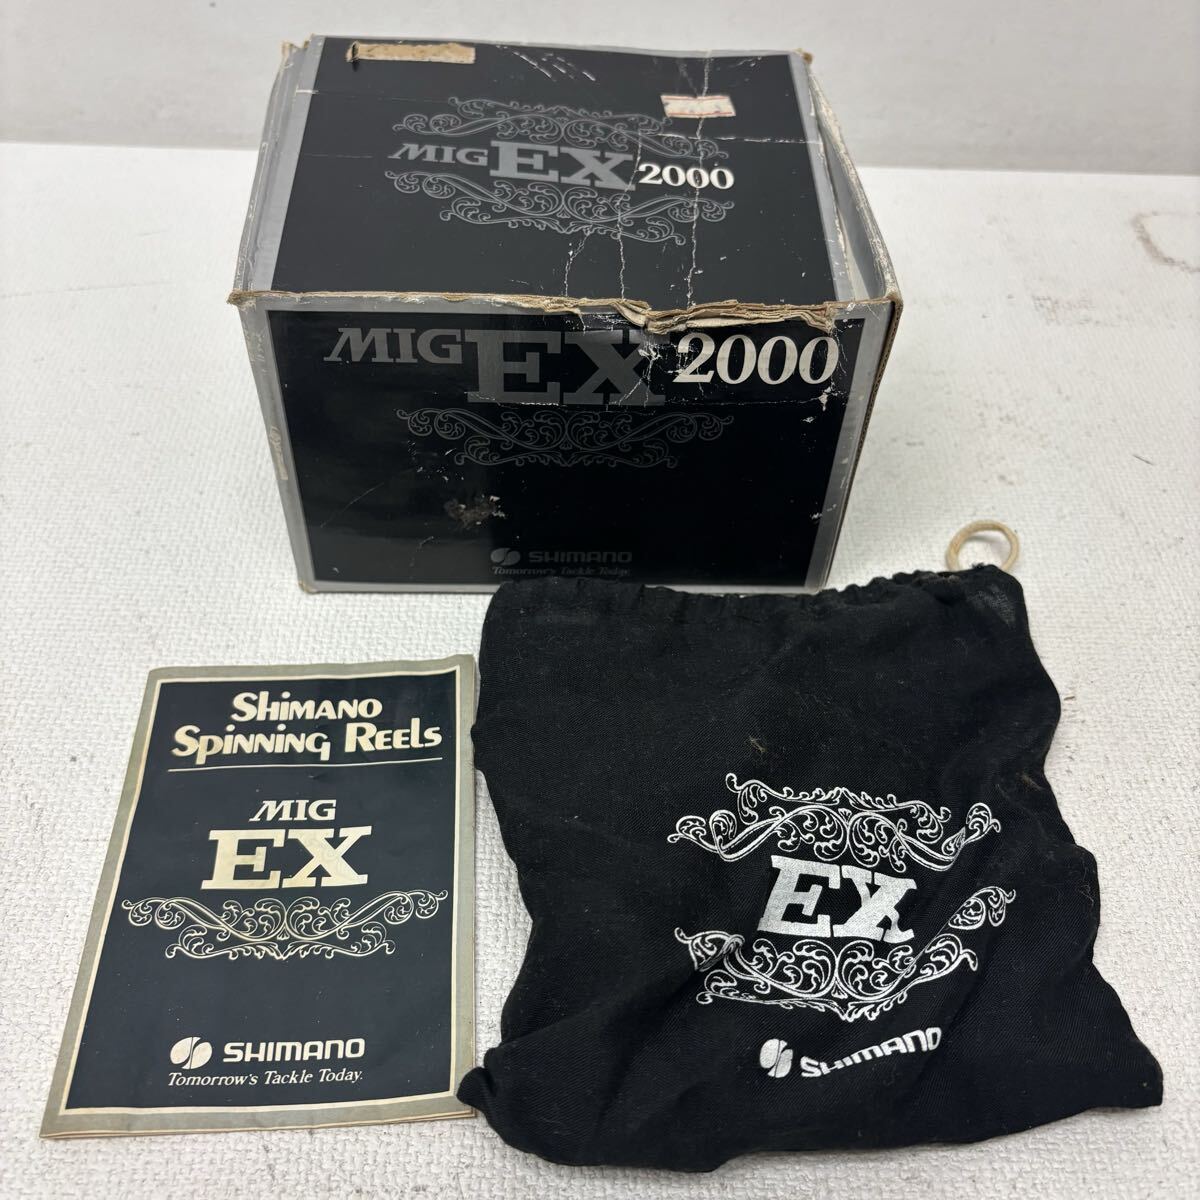 MIG EX 2000
MIG EX 2000
SHIMANO
Tomorrow's Tackle Today.
Shimano
Spinning Reels
MIG
EX
SHIMANO
Tomorrow's Tackle Today.
EX
SHIMANO